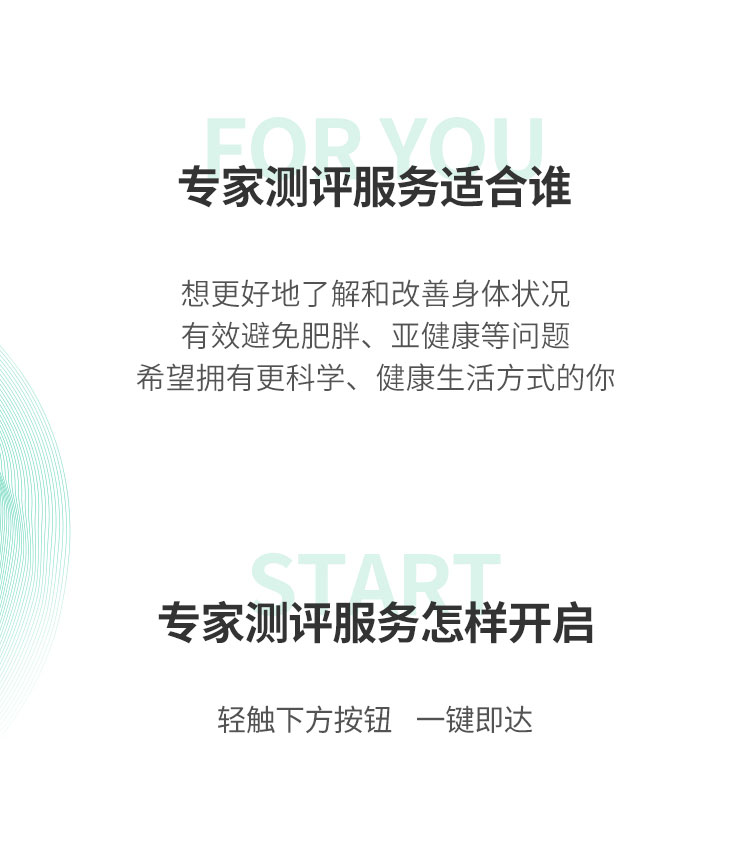 FOR YOU
专家测评服务适合谁
想更好地了解和改善身体状况
有效避免肥胖、亚健康等问题
希望拥有更科学、健康生活方式的你
START
专家测评服务怎样开启
轻触下方按钮 一键即达